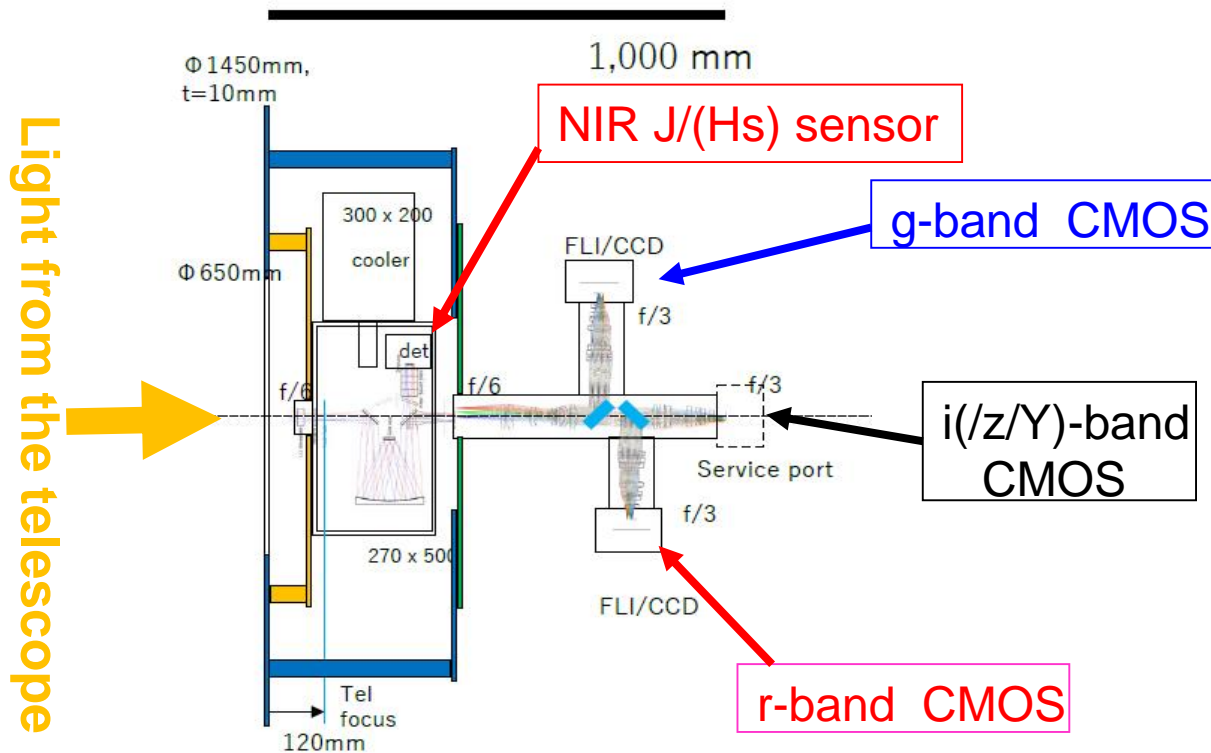 1,000 mm
Φ1450mm,
t=10mm
NIR J/(Hs) sensor
Light from the telescope
300 x 200
cooler
Φ650mm
g-band CMOS
FLI/CCD
f/3
det
f/6
f/6
f/3
i(/z/Y)-band
CMOS
Service port
f/3
270 x 500
FLI/CCD
r-band CMOS
Tel
focus
120mm